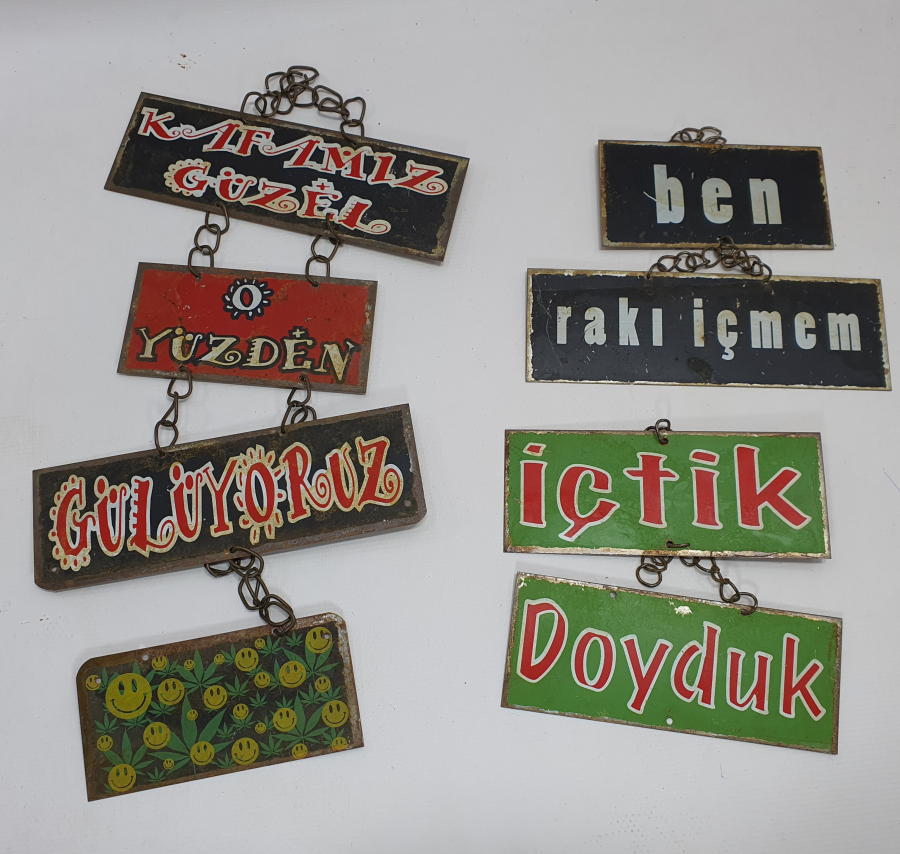 KAFAMIZ
GÜZEL
O
YÜZDEN
GÜLÜYORUZ
ben
rakı içmem
içtik
Doyduk